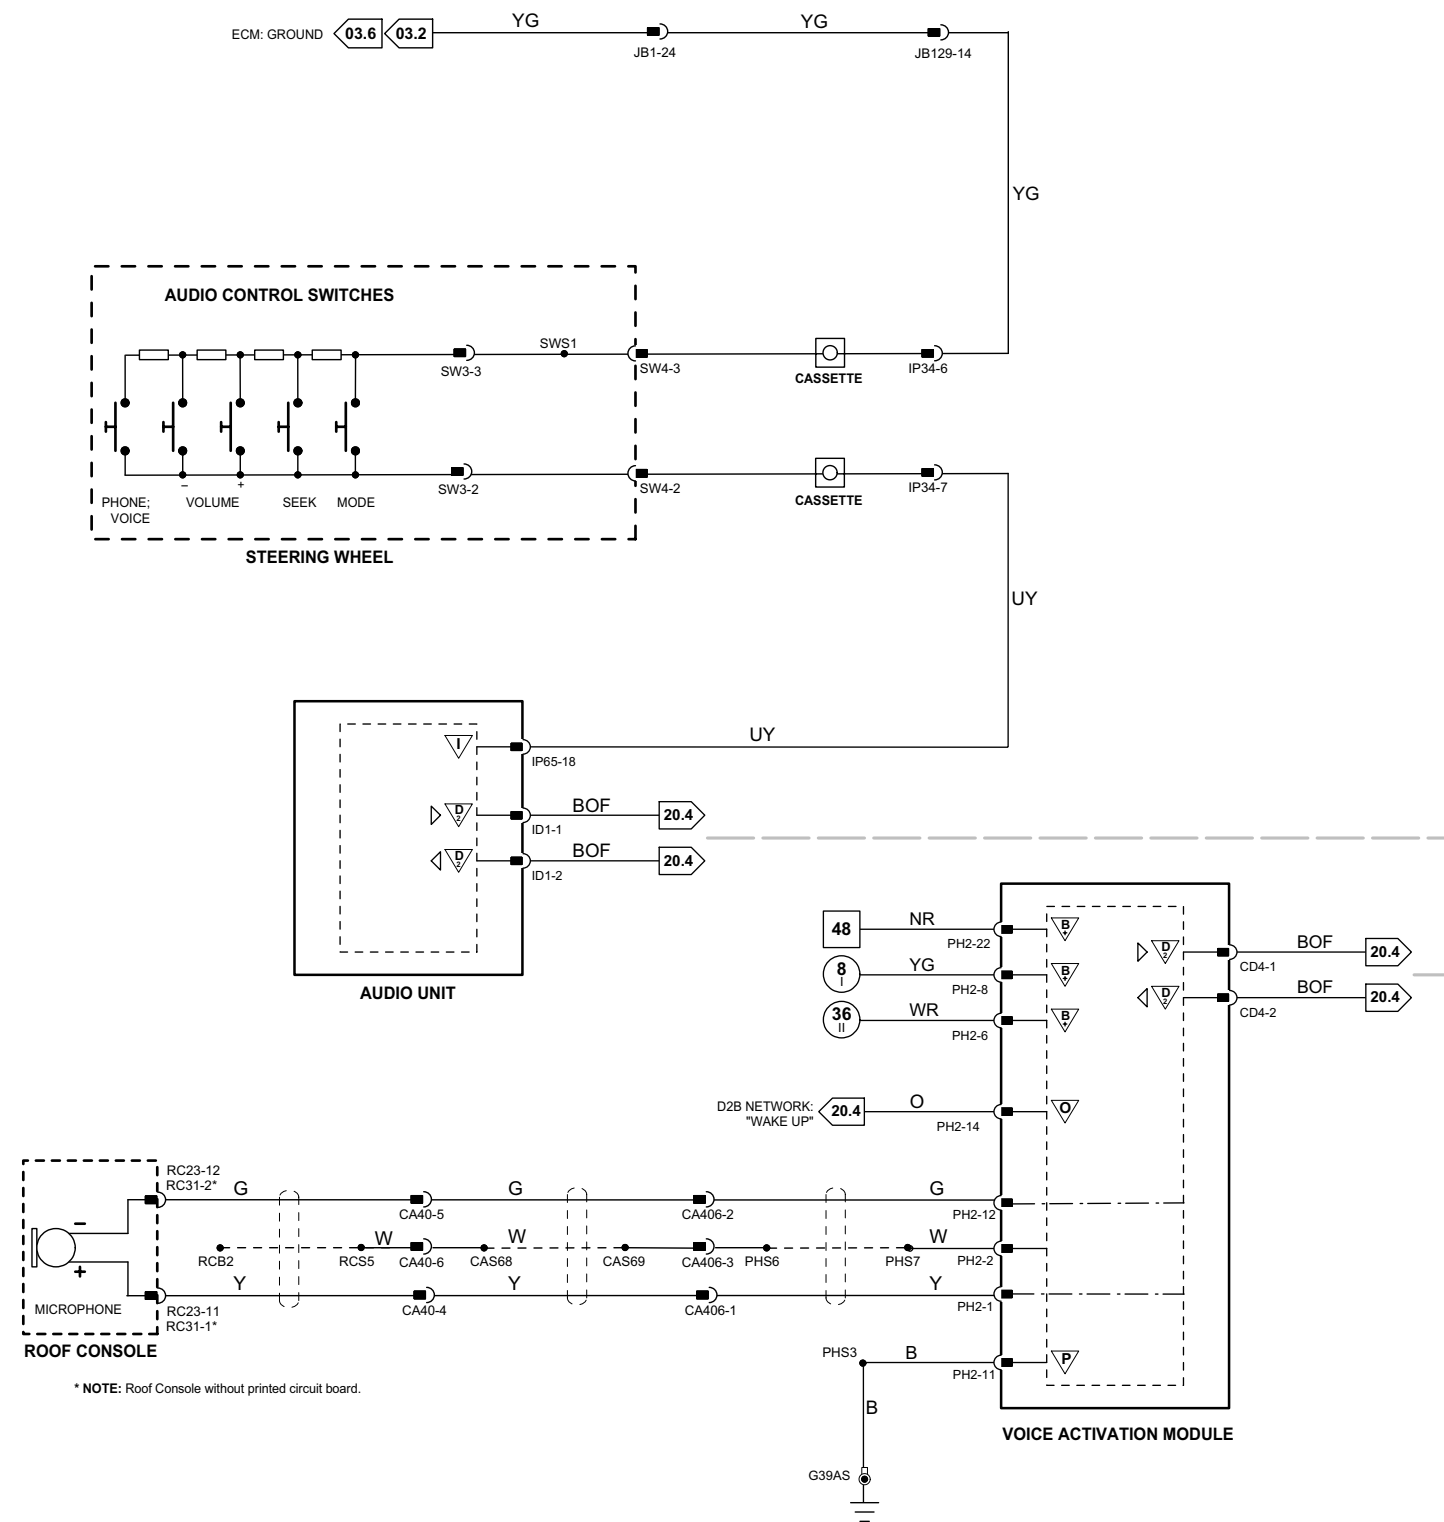 ECM: GROUND 03.6 03.2 YG YG
JB1-24 JB129-14
YG
AUDIO CONTROL SWITCHES
SWS1
SW3-3 SW4-3 CASSETTE IP34-6
SW3-2 SW4-2 CASSETTE IP34-7
– +
PHONE; VOLUME SEEK MODE
VOICE
STEERING WHEEL
UY
I UY
IP65-18
D2 BOF 20.4
ID1-1
D2 BOF 20.4
ID1-2
AUDIO UNIT
48 NR B+
PH2-22
D2 BOF 20.4
CD4-1
8 YG B+
I
PH2-8
D2 BOF 20.4
CD4-2
36 WR B+
II
PH2-6
D2B NETWORK: 20.4 O O
"WAKE UP" PH2-14
RC23-12
RC31-2* G G G
CA40-5 CA406-2 PH2-12
– W W W
RCB2 RCS5 CA40-6 CAS68 CAS69 CA406-3 PHS6 PHS7 PH2-2
+ Y Y Y
MICROPHONE RC23-11 CA40-4 CA406-1 PH2-1
RC31-1*
ROOF CONSOLE
PHS3 B P
PH2-11
* NOTE: Roof Console without printed circuit board.
B
VOICE ACTIVATION MODULE
G39AS